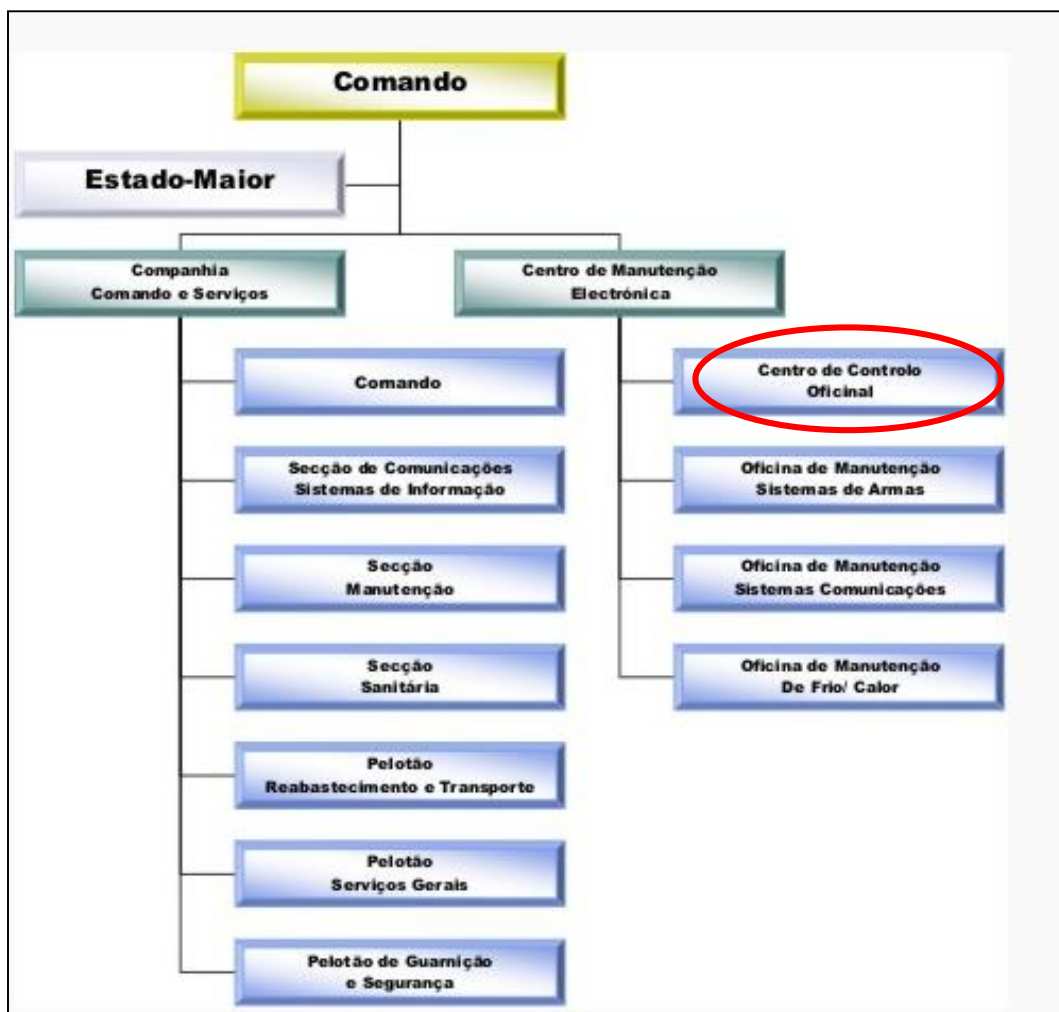 Comando
Estado-Maior
Companhia
Comando e Serviços
Centro de Manutenção
Electrónica
Comando
Secção de Comunicações
Sistemas de Informação
Secção
Manutenção
Secção
Sanitária
Pelotão
Reabastecimento e Transporte
Pelotão
Serviços Gerais
Pelotão de Guarnição
e Segurança
Centro de Controlo
Oficinal
Oficina de Manutenção
Sistemas de Armas
Oficina de Manutenção
Sistemas Comunicações
Oficina de Manutenção
De Frio/ Calor